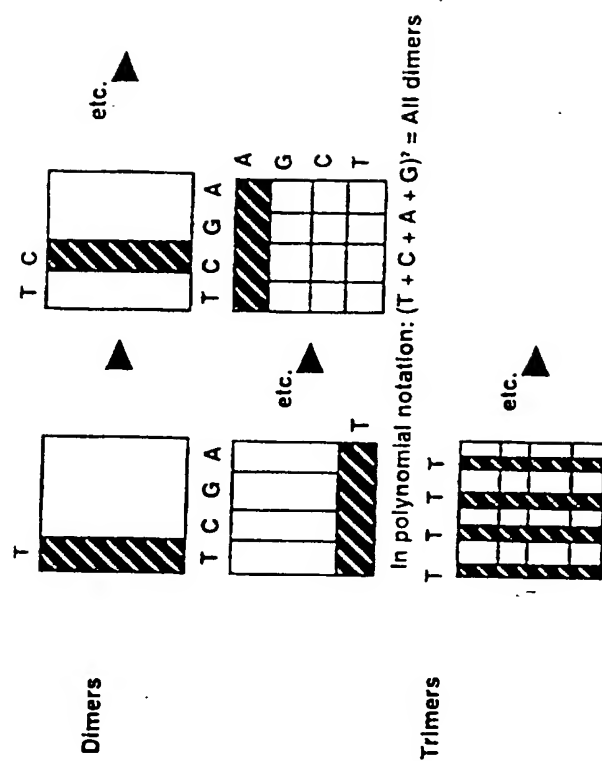 Dimers
T
T C
etc.
T C G A
T
etc.
T C G A
A
G
C
T
In polynomial notation: (T + C + A + G)² = All dimers
Trimers
T T T T
etc.